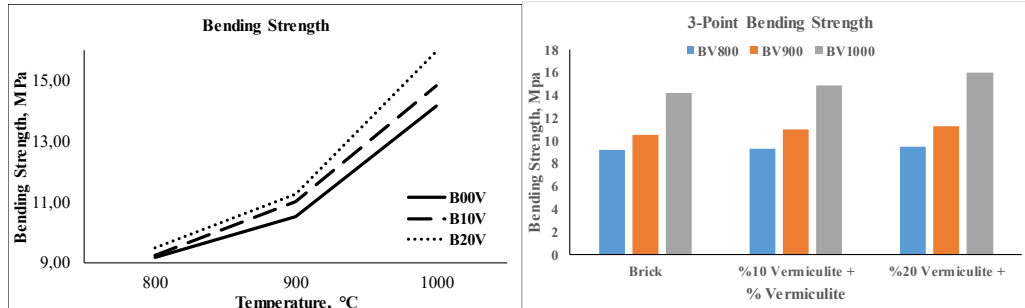 Bending Strength
Bending Strength, MPa
15,00
13,00
11,00
9,00
B00V
B10V
B20V
800 900 1000
Temperature, °C
3-Point Bending Strength
BV800 BV900 BV1000
Bending Strength, Mpa
18
16
14
12
10
8
6
4
2
0
Brick %10 Vermiculite + %20 Vermiculite +
% Vermiculite